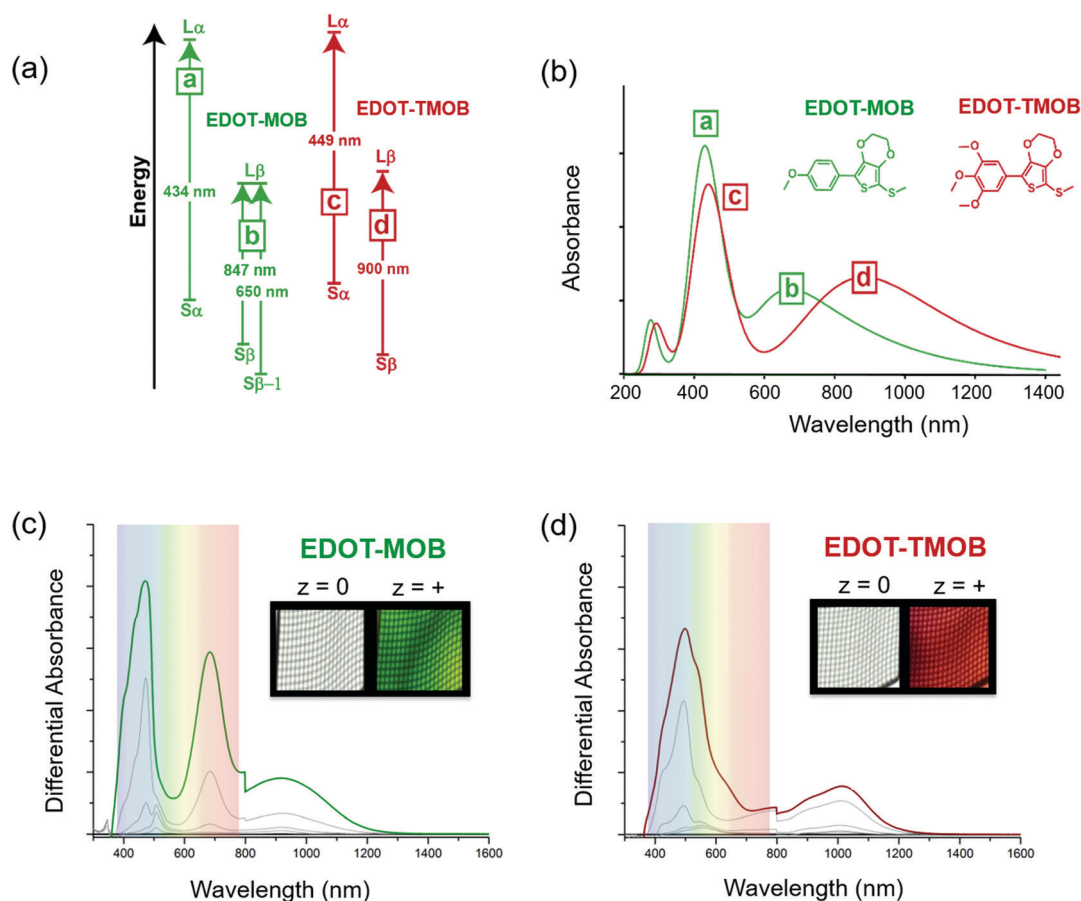 (a)
Energy
Lα
a
434 nm
Sα
EDOT-MOB
Lβ
b
847 nm
650 nm
Sβ
Sβ−1
Lα
449 nm
c
Sα
EDOT-TMOB
Lβ
d
900 nm
Sβ
(b)
Absorbance
a
c
b
d
EDOT-MOB
O
O
O
S
S
EDOT-TMOB
O
O
O
O
O
S
S
200 400 600 800 1000 1200 1400
Wavelength (nm)
(c)
Differential Absorbance
EDOT-MOB
z = 0 z = +
400 600 800 1000 1200 1400 1600
Wavelength (nm)
(d)
Differential Absorbance
EDOT-TMOB
z = 0 z = +
400 600 800 1000 1200 1400 1600
Wavelength (nm)